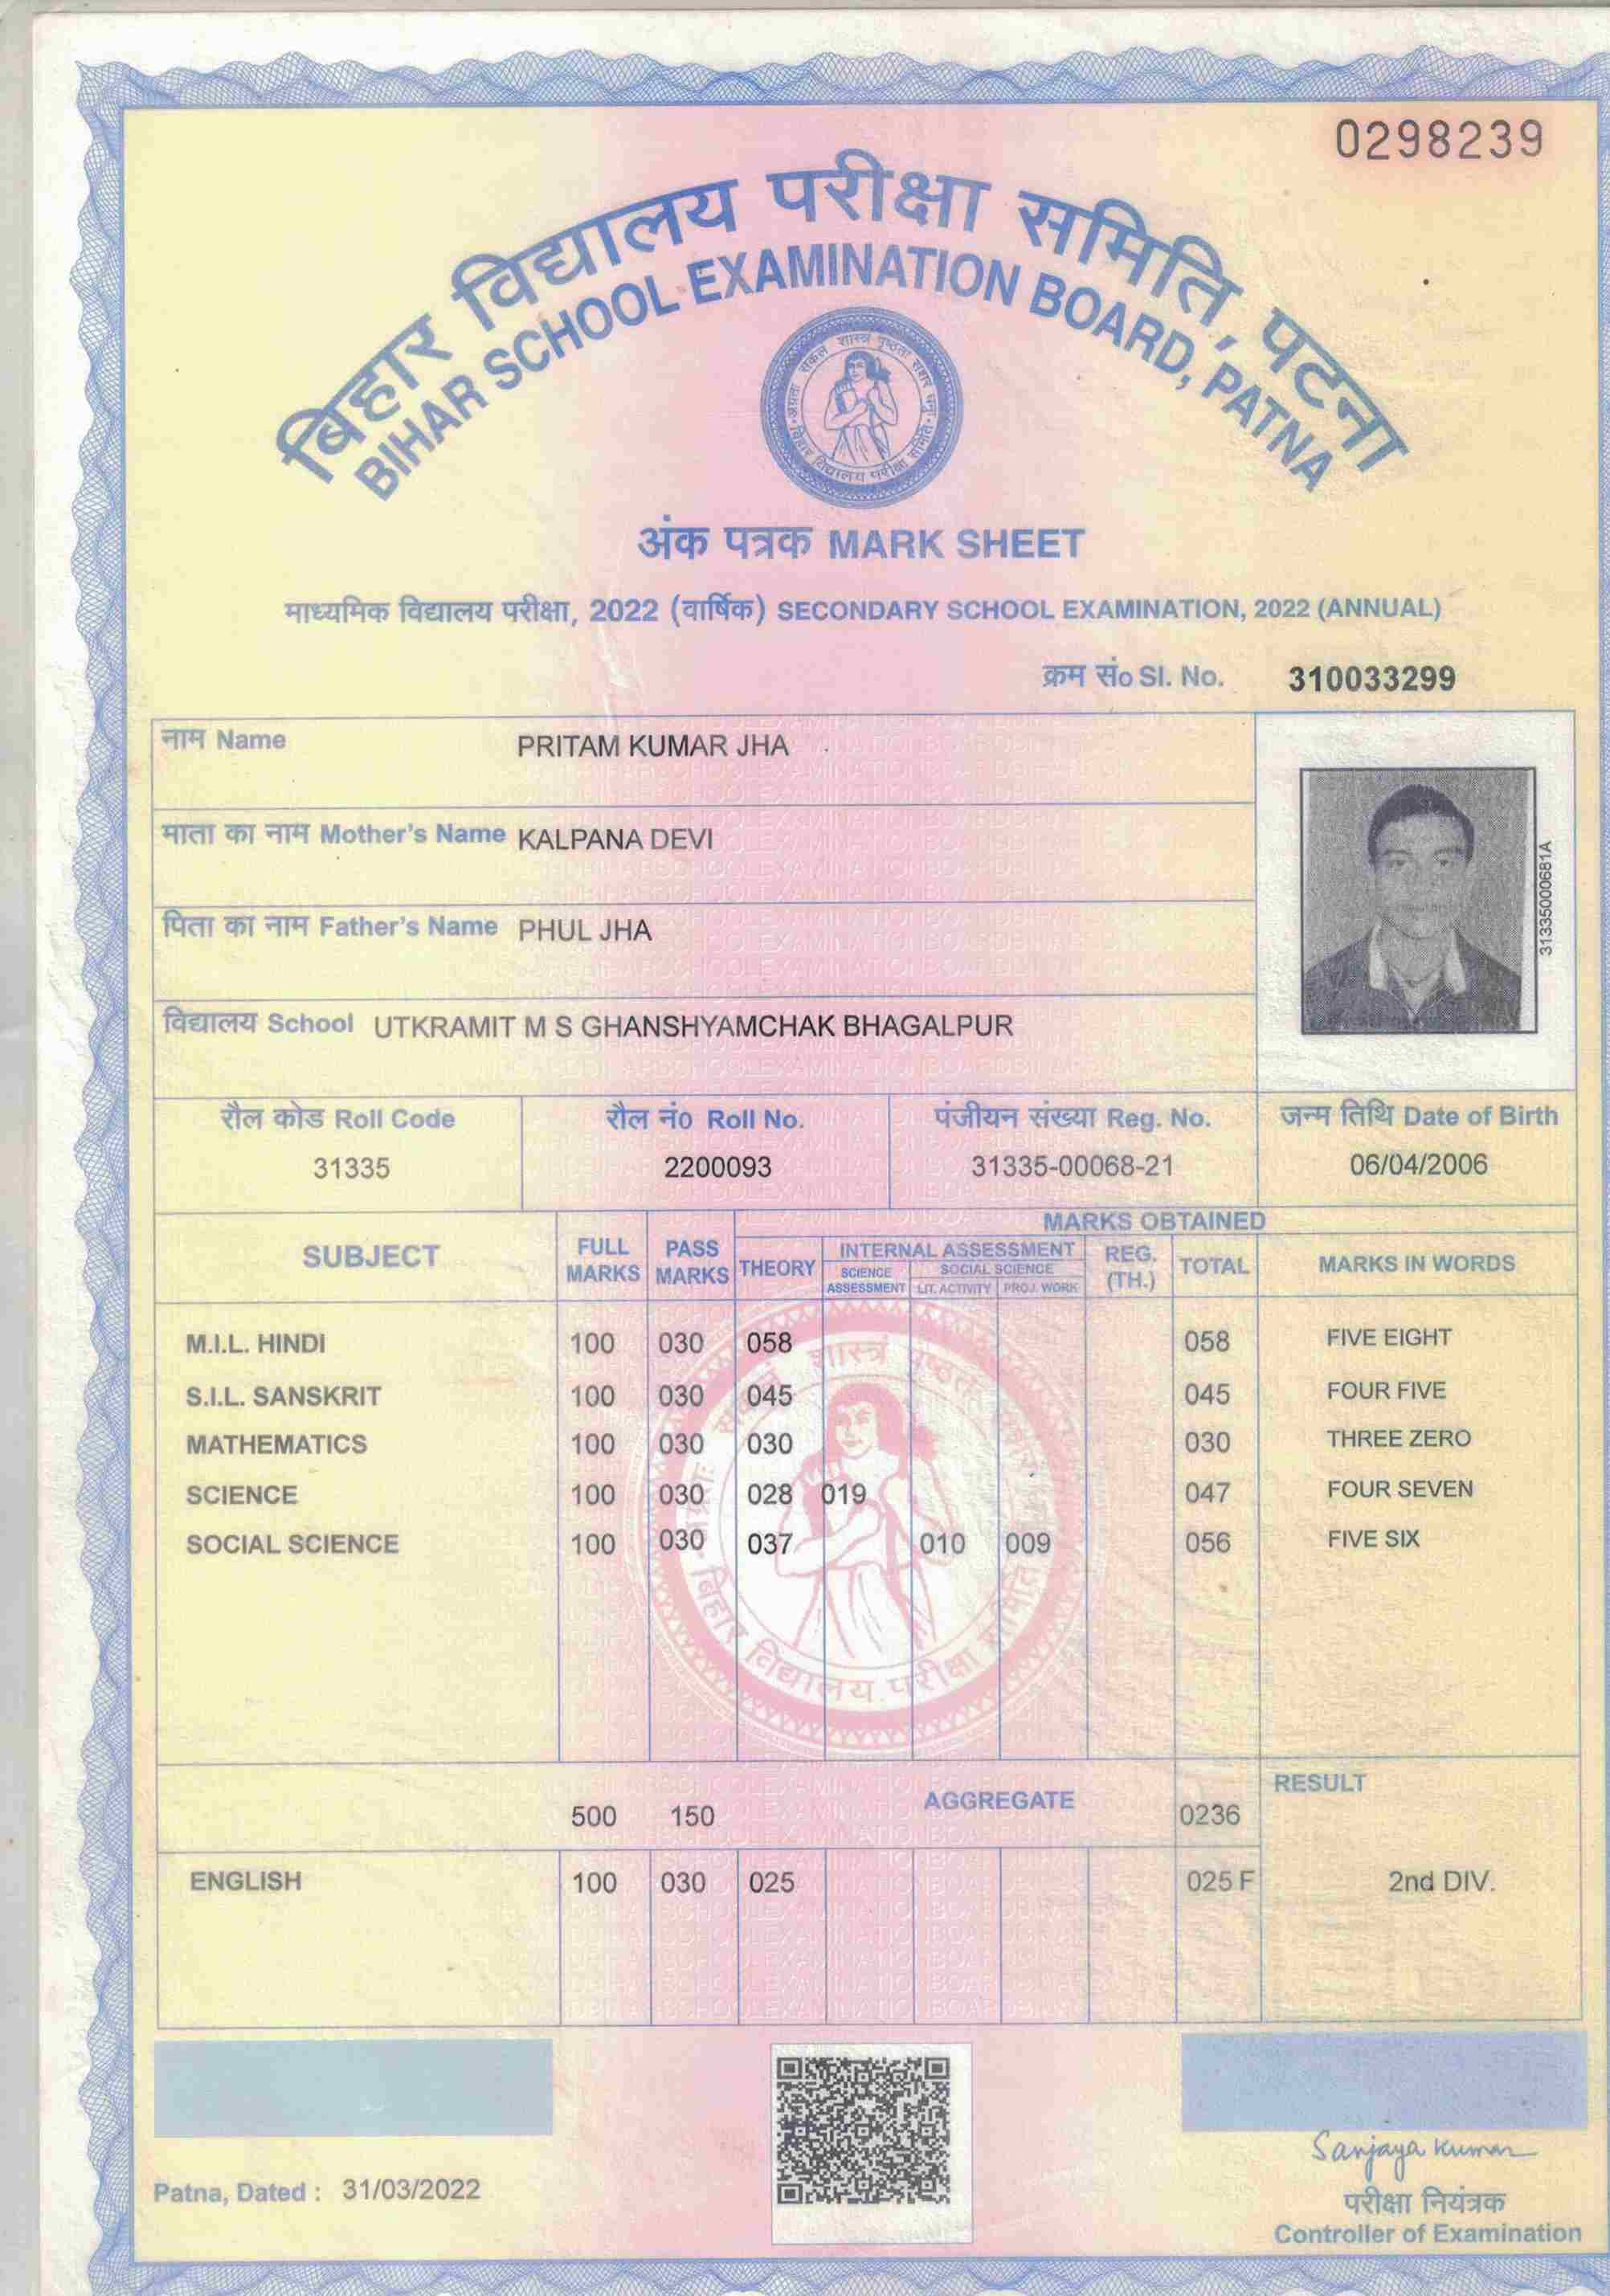 0298239
बिहार विद्यालय परीक्षा समिति, पटना
BIHAR SCHOOL EXAMINATION BOARD, PATNA
अंक पत्रक MARK SHEET
माध्यमिक विद्यालय परीक्षा, 2022 (वार्षिक) SECONDARY SCHOOL EXAMINATION, 2022 (ANNUAL)
क्रम सं० Sl. No. 310033299
नाम Name PRITAM KUMAR JHA
माता का नाम Mother's Name KALPANA DEVI
पिता का नाम Father's Name PHUL JHA
विद्यालय School UTKRAMIT M S GHANSHYAMCHAK BHAGALPUR
31335000681A
रौल कोड Roll Code रौल नं० Roll No. पंजीयन संख्या Reg. No. जन्म तिथि Date of Birth
31335 2200093 31335-00068-21 06/04/2006
MARKS OBTAINED
SUBJECT FULL MARKS PASS MARKS THEORY INTERNAL ASSESSMENT REG. (TH.) TOTAL MARKS IN WORDS
SCIENCE ASSESSMENT SOCIAL SCIENCE
LIT. ACTIVITY PROJ. WORK
M.I.L. HINDI 100 030 058 058 FIVE EIGHT
S.I.L. SANSKRIT 100 030 045 045 FOUR FIVE
MATHEMATICS 100 030 030 030 THREE ZERO
SCIENCE 100 030 028 019 047 FOUR SEVEN
SOCIAL SCIENCE 100 030 037 010 009 056 FIVE SIX
बिहार विद्यालय परीक्षा समिति
RESULT
500 150 AGGREGATE 0236
ENGLISH 100 030 025 025 F 2nd DIV.
Sanjaya Kumar
Patna, Dated : 31/03/2022
परीक्षा नियंत्रक
Controller of Examination